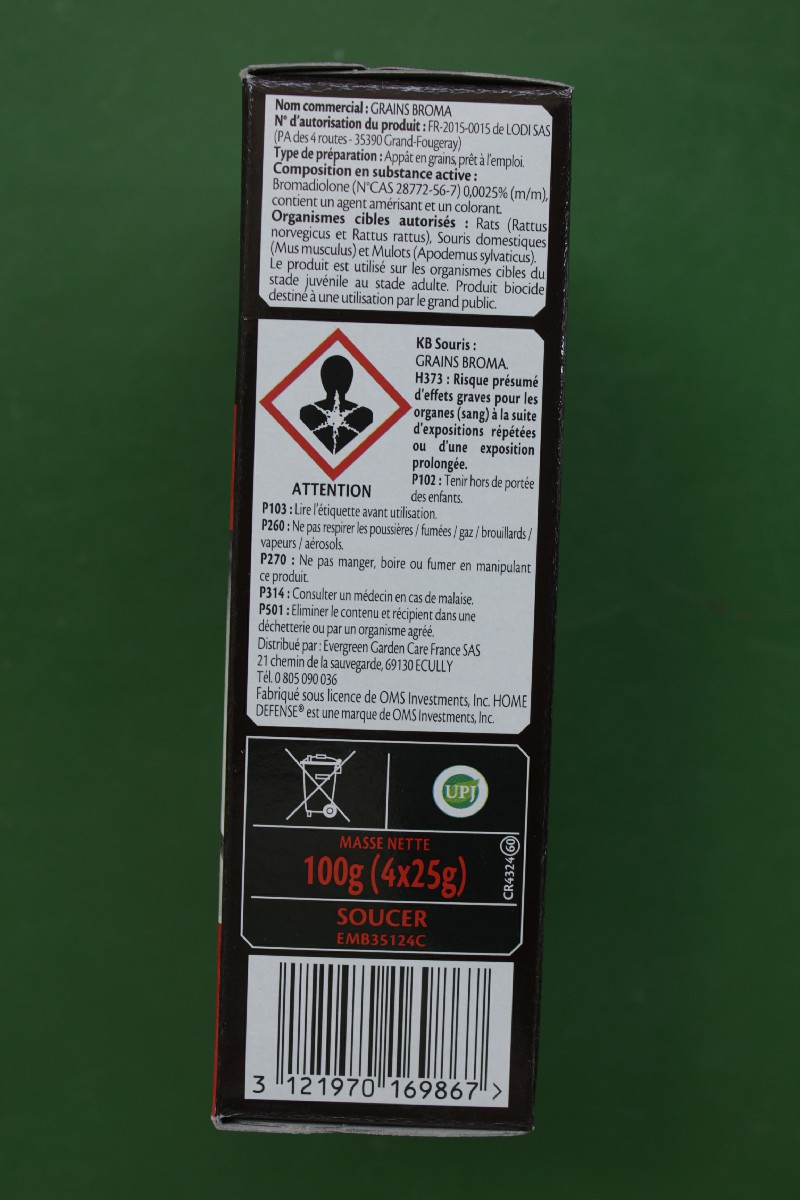 Nom commercial : GRAINS BROMA
N° d'autorisation du produit : FR-2015-0015 de LODI SAS
(PA des 4 routes - 35390 Grand-Fougeray)
Type de préparation : Appât en grains, prêt à l'emploi.
Composition en substance active :
Bromadiolone (N°CAS 28772-56-7) 0,0025% (m/m),
contient un agent amérisant et un colorant.
Organismes cibles autorisés : Rats (Rattus
norvegicus et Rattus rattus), Souris domestiques
(Mus musculus) et Mulots (Apodemus sylvaticus).
Le produit est utilisé sur les organismes cibles du
stade juvénile au stade adulte. Produit biocide
destiné à une utilisation par le grand public.
KB Souris :
GRAINS BROMA.
H373 : Risque présumé
d'effets graves pour les
organes (sang) à la suite
d'expositions répétées
ou d'une exposition
prolongée.
P102 : Tenir hors de portée
des enfants.
ATTENTION
P103 : Lire l'étiquette avant utilisation.
P260 : Ne pas respirer les poussières / fumées / gaz / brouillards /
vapeurs / aérosols.
P270 : Ne pas manger, boire ou fumer en manipulant
ce produit.
P314 : Consulter un médecin en cas de malaise.
P501 : Eliminer le contenu et récipient dans une
déchetterie ou par un organisme agréé.
Distribué par : Evergreen Garden Care France SAS
21 chemin de la sauvegarde, 69130 ECULLY
Tél. 0 805 090 036
Fabriqué sous licence de OMS Investments, Inc. HOME
DEFENSE® est une marque de OMS Investments, Inc.
UPJ
MASSE NETTE
100g (4x25g)
CR4324 60
SOUCER
EMB35124C
3 121970 169867 >